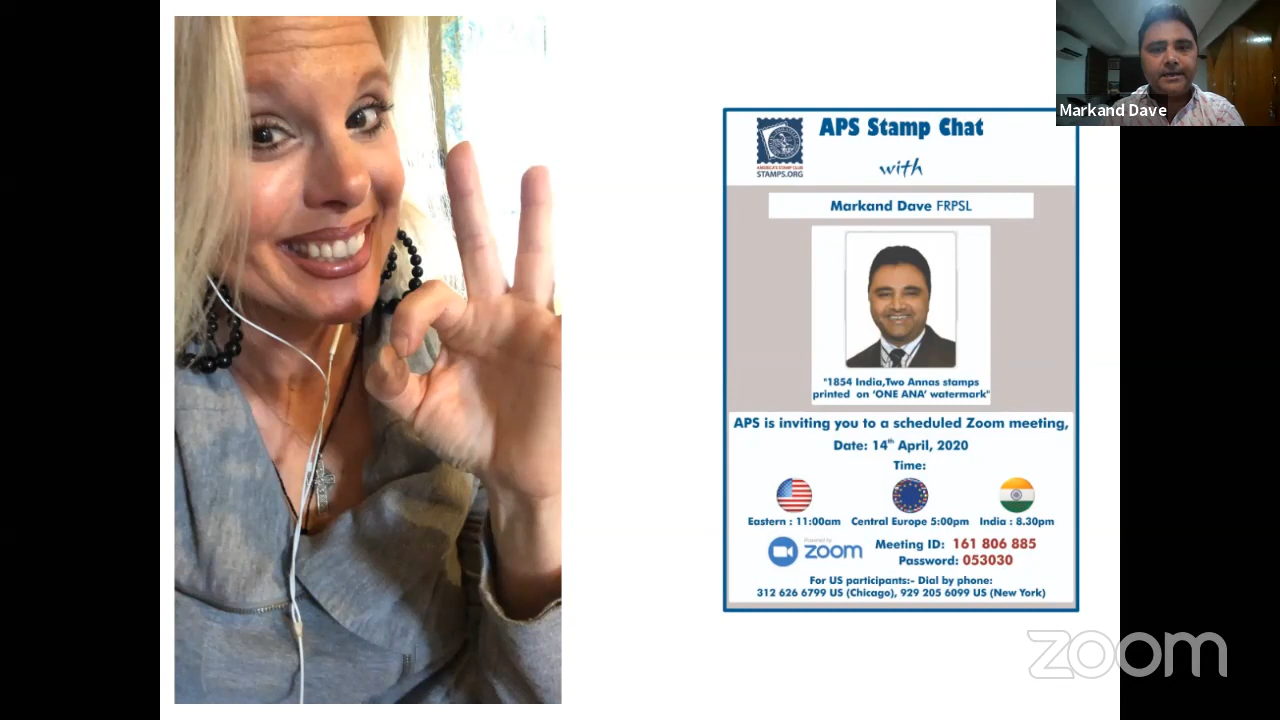 Markand Dave
APS Stamp Chat
with
AMERICA'S STAMP CLUB
STAMPS.ORG
Markand Dave FRPSL
"1854 India,Two Annas stamps
printed on 'ONE ANA' watermark"
APS is inviting you to a scheduled Zoom meeting,
Date: 14th April, 2020
Time:
Eastern : 11:00am Central Europe 5:00pm India : 8.30pm
Powered by
zoom
Meeting ID: 161 806 885
Password: 053030
For US participants:- Dial by phone:
312 626 6799 US (Chicago), 929 205 6099 US (New York)
zoom